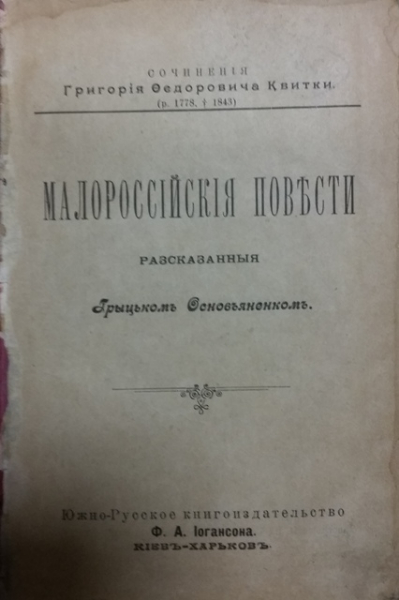 СОЧИНЕНІЯ
Григорія Ѳедоровича Квитки.
(р. 1778, † 1843)
МАЛОРОССІЙСКІЯ ПОВѢСТИ
РАЗСКАЗАННЫЯ
Грыцькомъ Основьяненкомъ.
Южно-Русское книгоиздательство
Ф. А. Іогансона.
КІЕВЪ-ХАРЬКОВЪ.